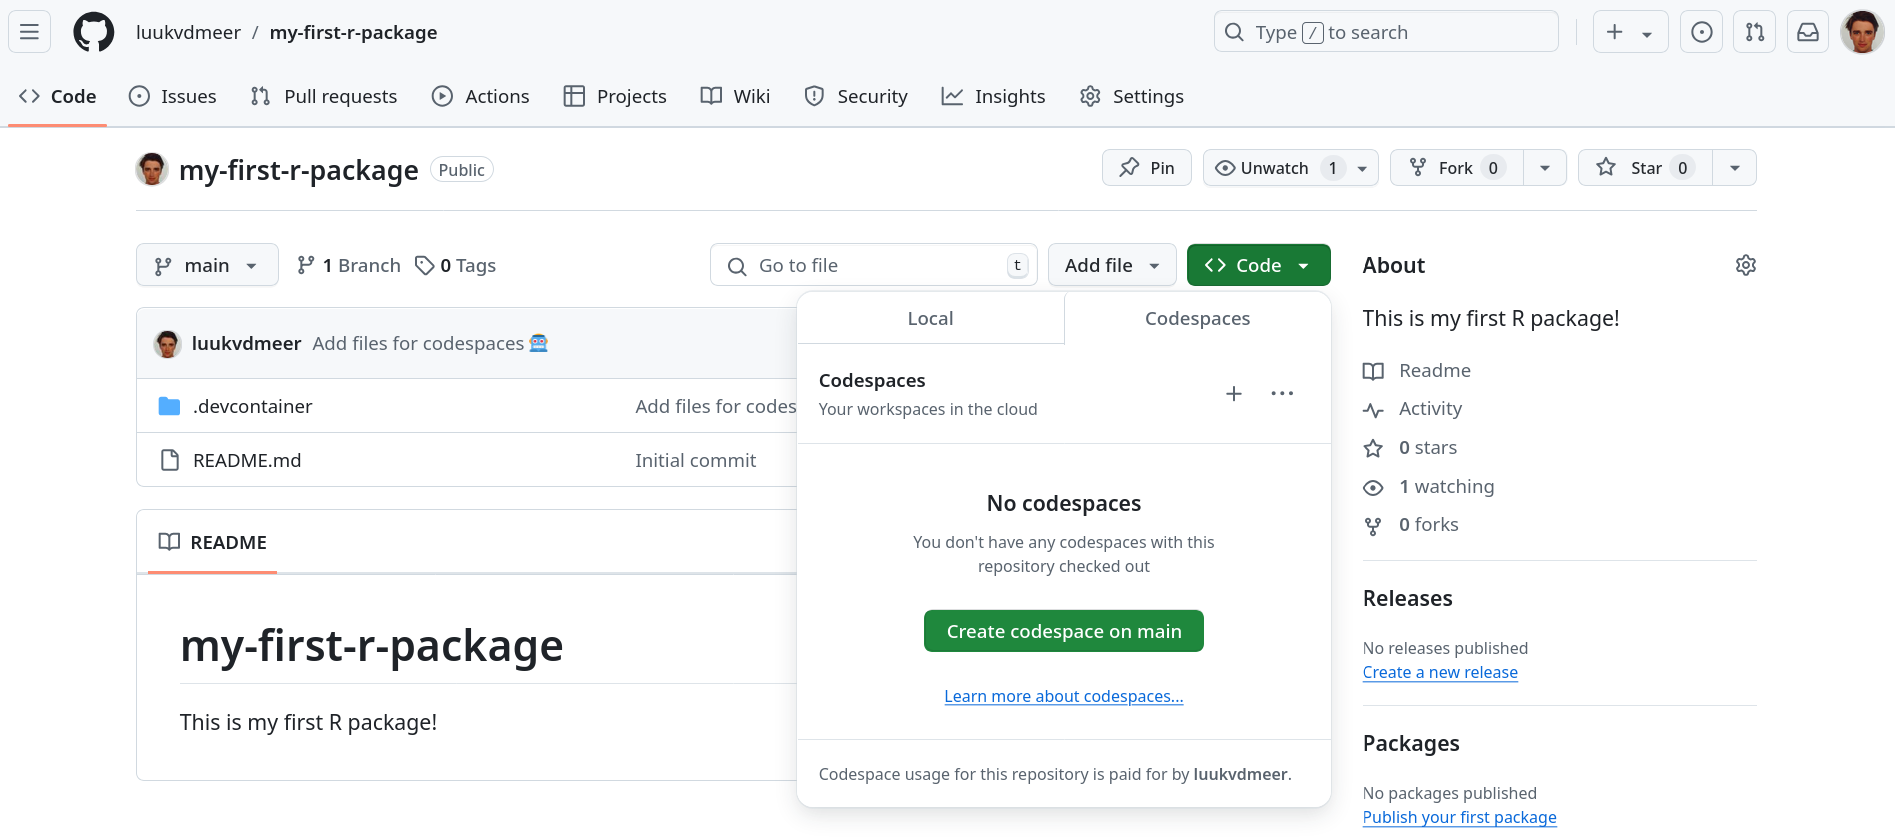 luukvdmeer / my-first-r-package
Type / to search
Code Issues Pull requests Actions Projects Wiki Security Insights Settings
my-first-r-package Public
Pin Unwatch 1 Fork 0 Star 0
main 1 Branch 0 Tags Go to file t Add file Code
luukvdmeer Add files for codespaces
.devcontainer Add files for codes
README.md Initial commit
README
my-first-r-package
This is my first R package!
Local Codespaces
Codespaces
Your workspaces in the cloud
No codespaces
You don't have any codespaces with this
repository checked out
Create codespace on main
Learn more about codespaces...
Codespace usage for this repository is paid for by luukvdmeer.
About
This is my first R package!
Readme
Activity
0 stars
1 watching
0 forks
Releases
No releases published
Create a new release
Packages
No packages published
Publish your first package